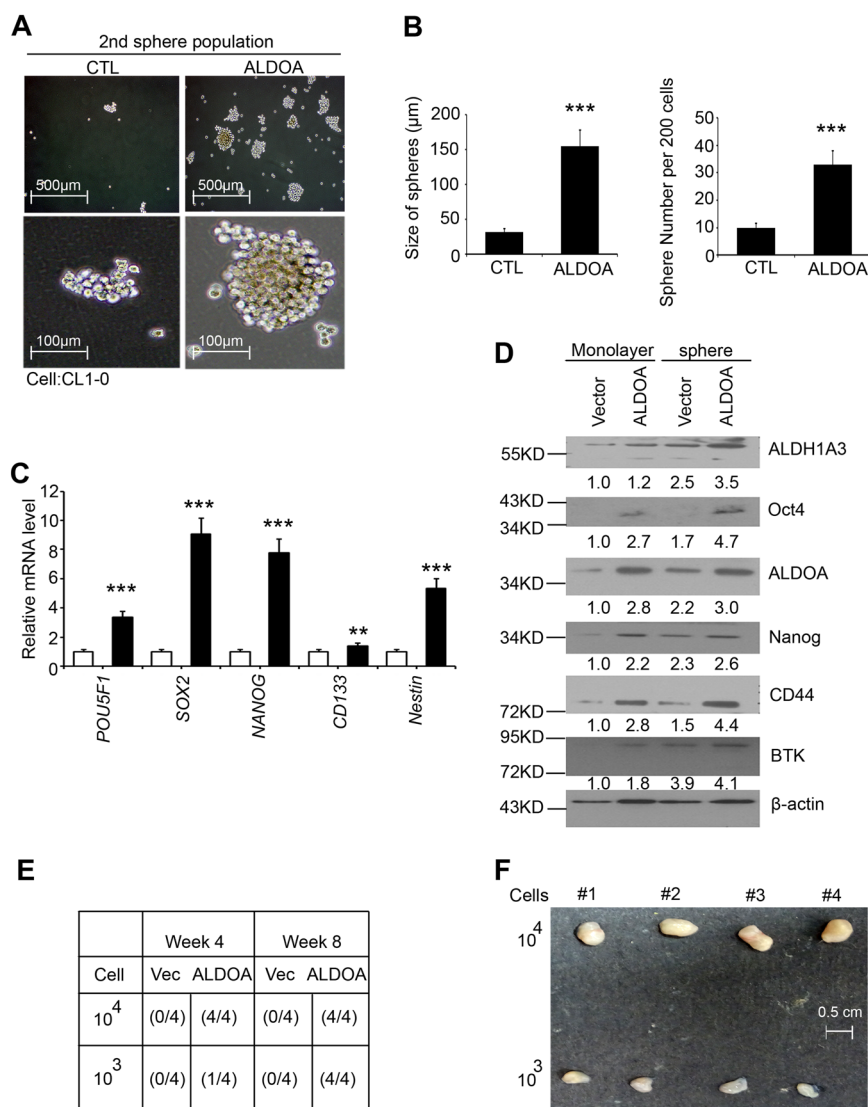 A
2nd sphere population
CTL ALDOA
500μm 500μm
100μm 100μm
Cell:CL1-0
B
Size of spheres (μm)
200
150
100
50
0
***
CTL ALDOA
Sphere Number per 200 cells
50
40
30
20
10
0
***
CTL ALDOA
C
Relative mRNA level
12
10
8
6
4
2
0
*** *** *** ** ***
POU5F1 SOX2 NANOG CD133 Nestin
D
Monolayer sphere
Vector ALDOA Vector ALDOA
55KD ALDH1A3
1.0 1.2 2.5 3.5
43KD
34KD Oct4
1.0 2.7 1.7 4.7
34KD ALDOA
1.0 2.8 2.2 3.0
34KD Nanog
1.0 2.2 2.3 2.6
72KD CD44
1.0 2.8 1.5 4.4
95KD
72KD BTK
1.0 1.8 3.9 4.1
43KD β-actin
E
Week 4 Week 8
Cell Vec ALDOA Vec ALDOA
10^4 (0/4) (4/4) (0/4) (4/4)
10^3 (0/4) (1/4) (0/4) (4/4)
F
Cells #1 #2 #3 #4
10^4
0.5 cm
10^3